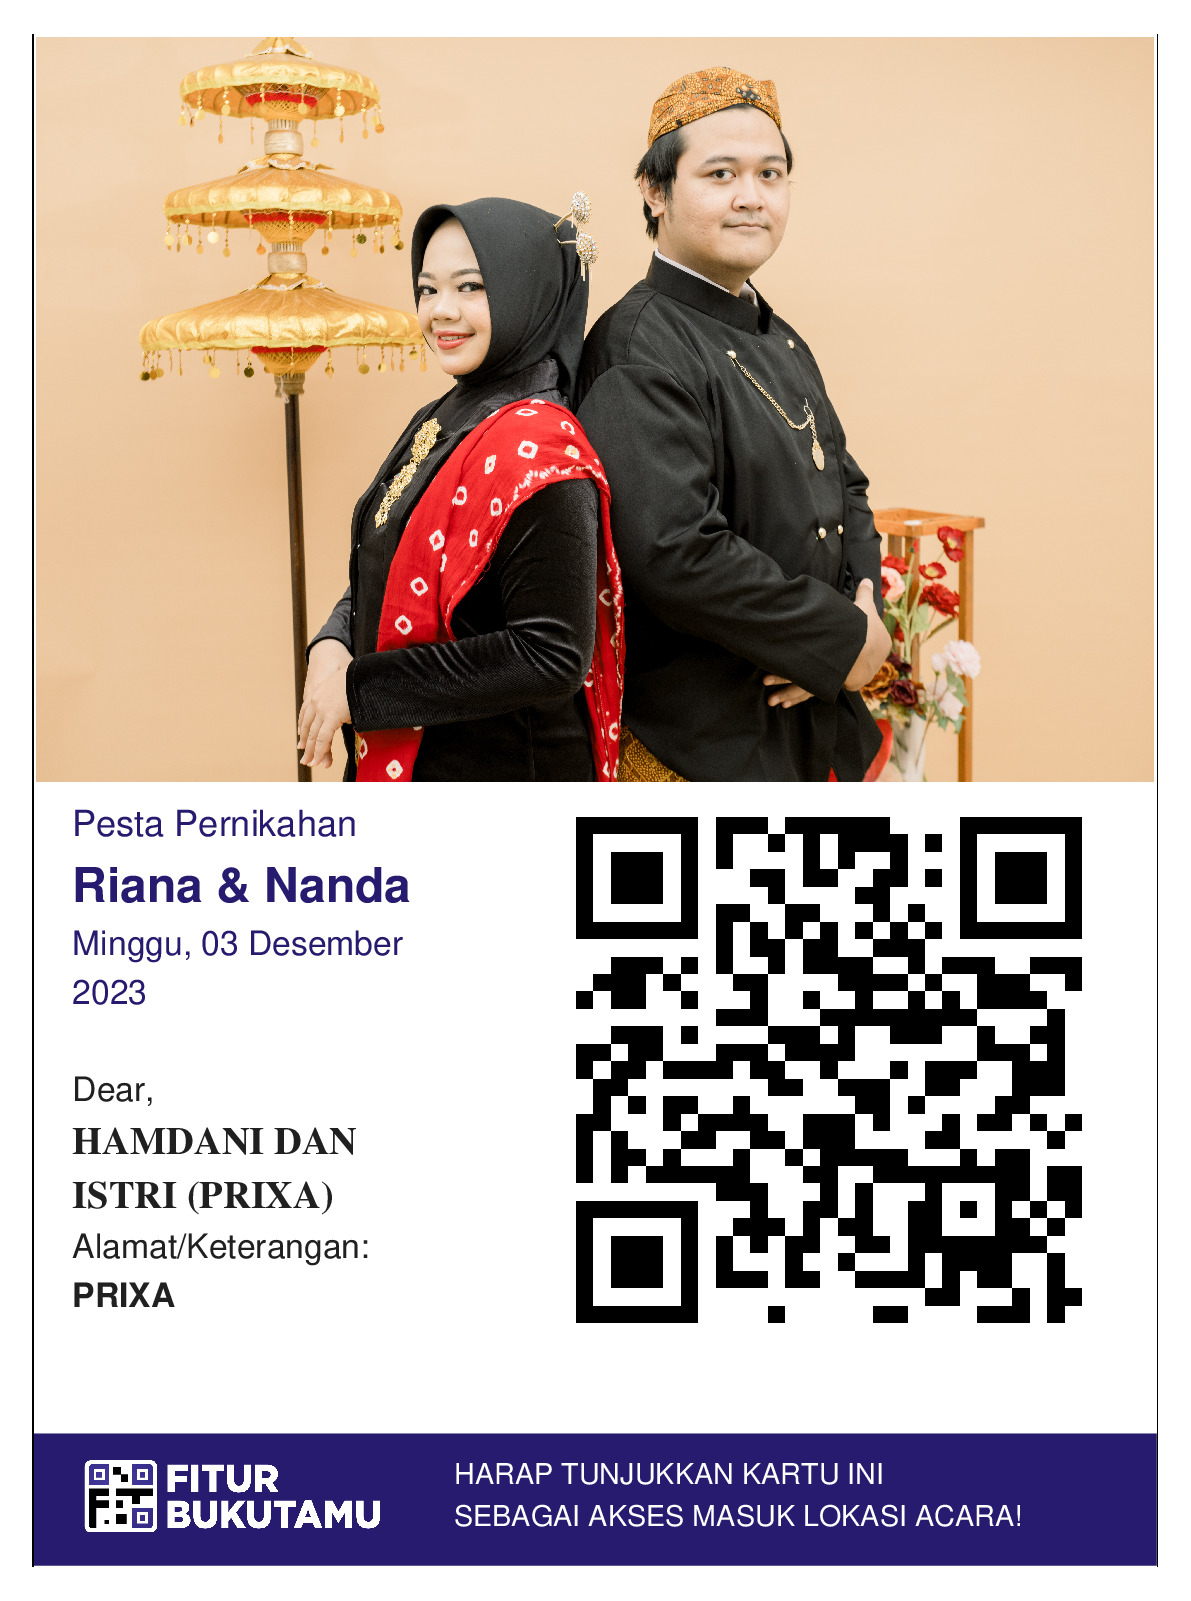 Pesta Pernikahan
Riana & Nanda
Minggu, 03 Desember
2023
Dear,
HAMDANI DAN
ISTRI (PRIXA)
Alamat/Keterangan:
PRIXA
FITUR
BUKUTAMU
HARAP TUNJUKKAN KARTU INI
SEBAGAI AKSES MASUK LOKASI ACARA!